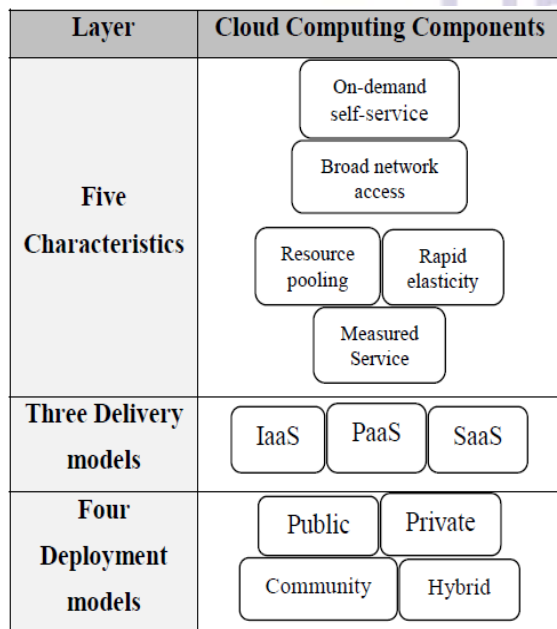 Layer
Cloud Computing Components
Five
Characteristics
On-demand
self-service
Broad network
access
Resource
pooling
Rapid
elasticity
Measured
Service
Three Delivery
models
IaaS
PaaS
SaaS
Four
Deployment
models
Public
Private
Community
Hybrid